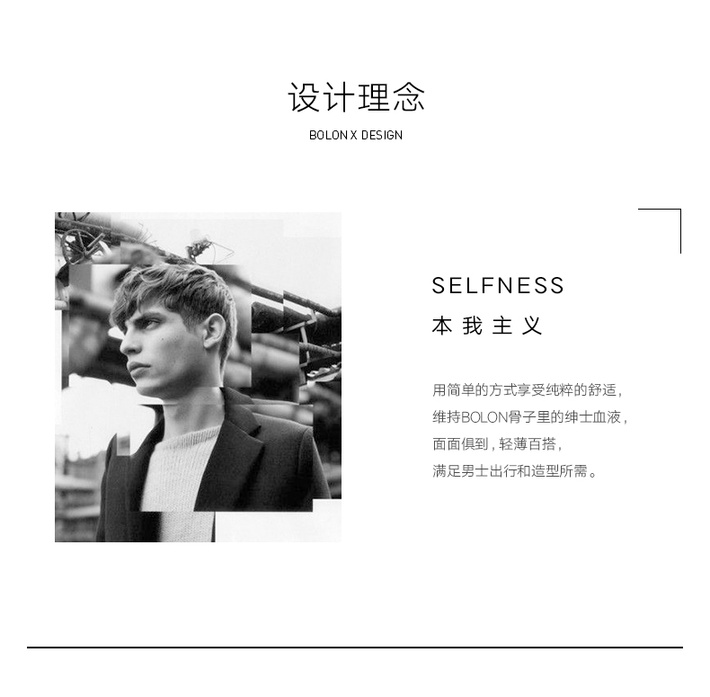 设计理念
BOLON X DESIGN
SELFNESS
本我主义
用简单的方式享受纯粹的舒适，
维持BOLON骨子里的绅士血液，
面面俱到，轻薄百搭，
满足男士出行和造型所需。